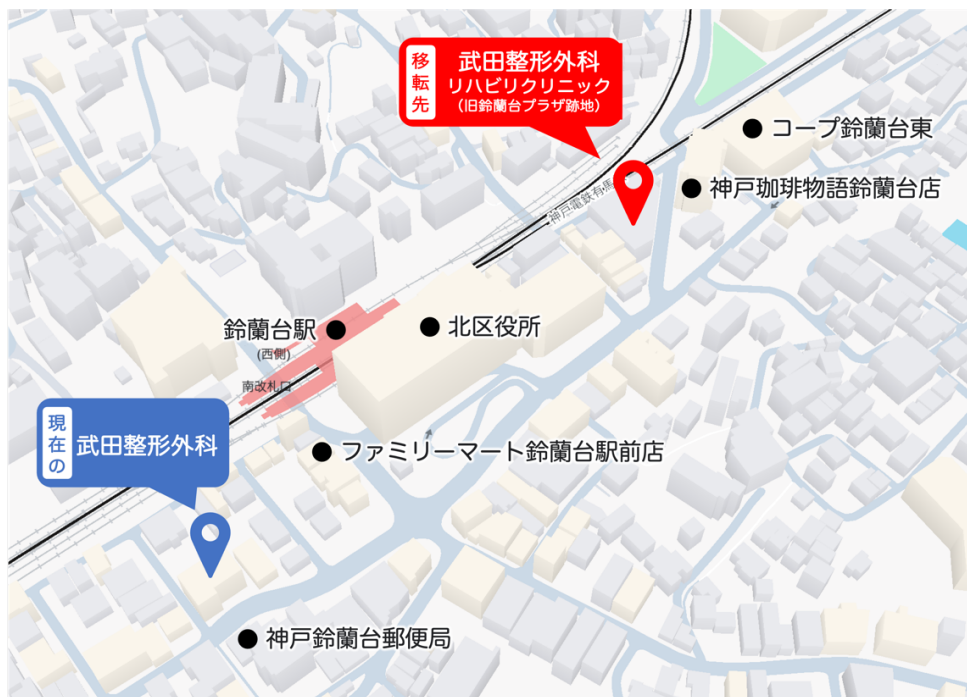 移転先
武田整形外科
リハビリクリニック
(旧鈴蘭台プラザ跡地)
コープ鈴蘭台東
神戸珈琲物語鈴蘭台店
神戸電鉄有馬
鈴蘭台駅
(西側)
北区役所
南改札口
現在の
武田整形外科
ファミリーマート鈴蘭台駅前店
神戸鈴蘭台郵便局